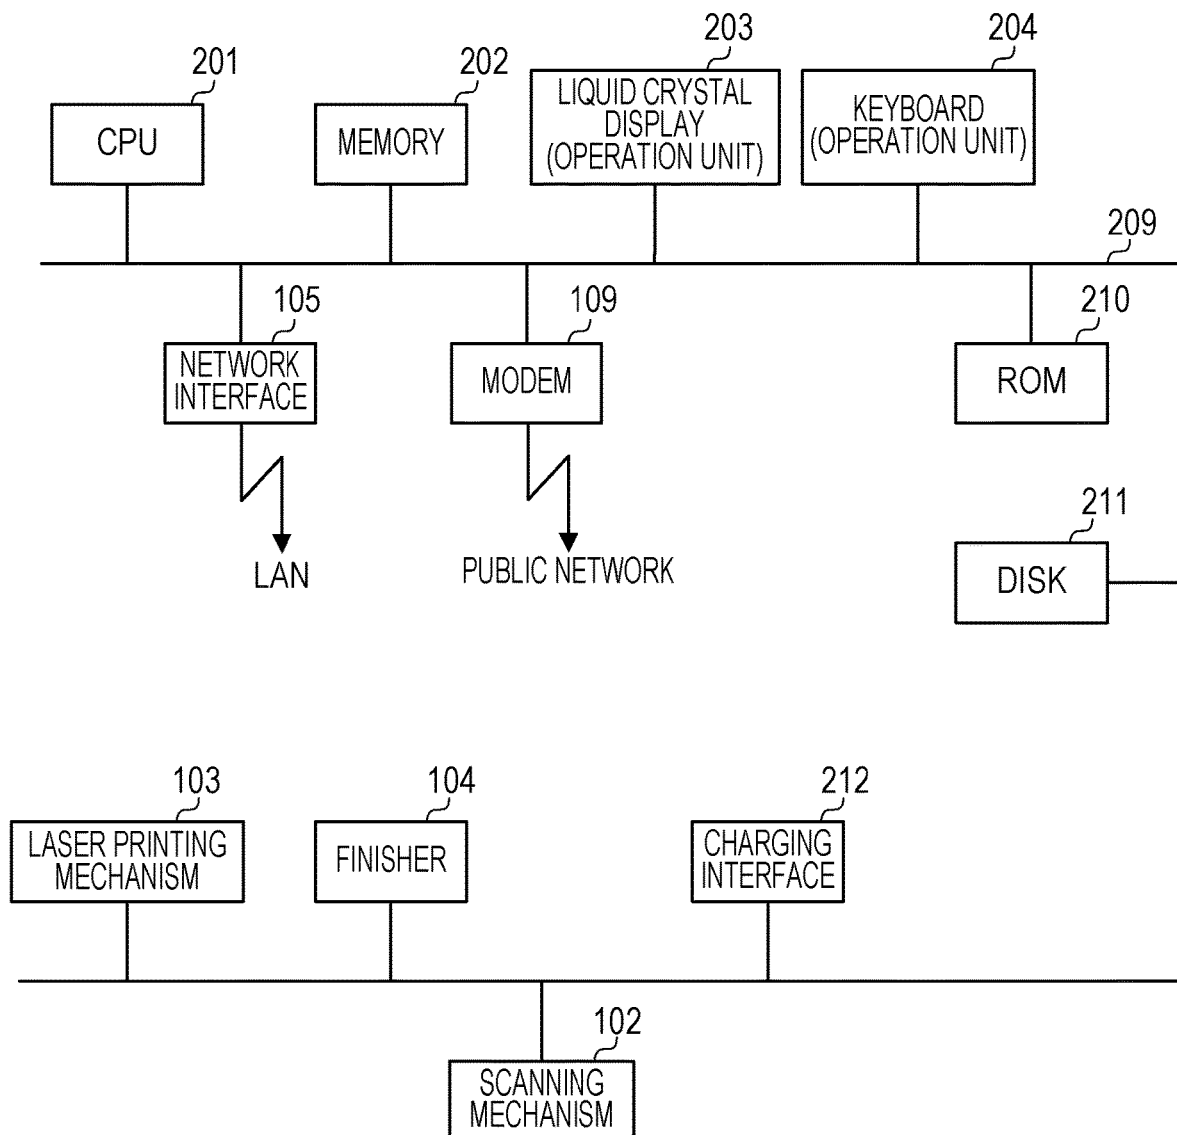 201
202
203
204
CPU
MEMORY
LIQUID CRYSTAL
DISPLAY
(OPERATION UNIT)
KEYBOARD
(OPERATION UNIT)
209
105
109
210
NETWORK
INTERFACE
MODEM
ROM
LAN
PUBLIC NETWORK
211
DISK
103
104
212
LASER PRINTING
MECHANISM
FINISHER
CHARGING
INTERFACE
102
SCANNING
MECHANISM